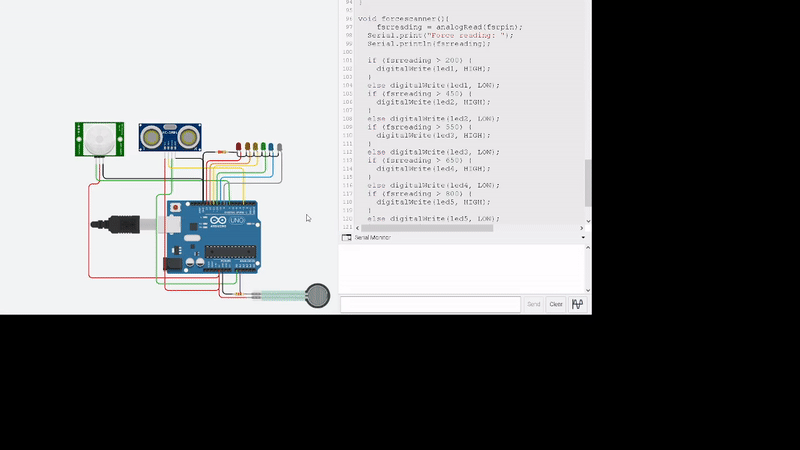 94 }
95
96 void forcescanner(){
97 fsrreading = analogRead(fsrpin);
98 Serial.print("Force reading: ");
99 Serial.println(fsrreading);
100
101 if (fsrreading > 200) {
102 digitalWrite(led1, HIGH);
103 }
104 else digitalWrite(led1, LOW);
105 if (fsrreading > 450) {
106 digitalWrite(led2, HIGH);
107 }
108 else digitalWrite(led2, LOW);
109 if (fsrreading > 550) {
110 digitalWrite(led3, HIGH);
111 }
112 else digitalWrite(led3, LOW);
113 if (fsrreading > 650) {
114 digitalWrite(led4, HIGH);
115 }
116 else digitalWrite(led4, LOW);
117 if (fsrreading > 800) {
118 digitalWrite(led5, HIGH);
119 }
120 else digitalWrite(led5, LOW);
121
Serial Monitor
Send Clear
UNO